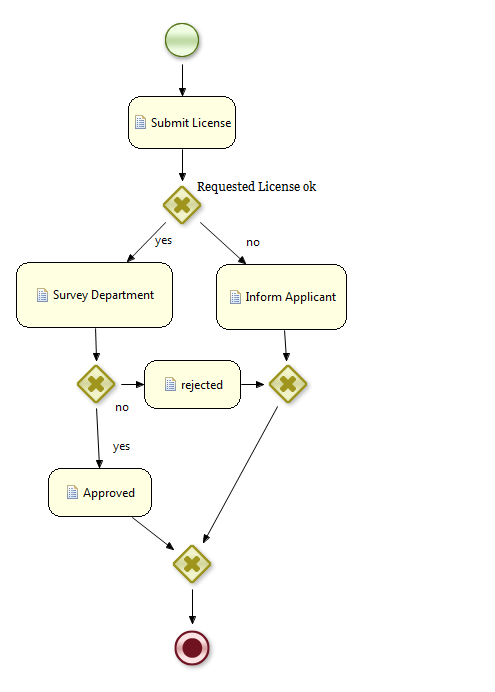 Submit License
Requested License ok
yes
no
Survey Department
Inform Applicant
rejected
no
yes
Approved